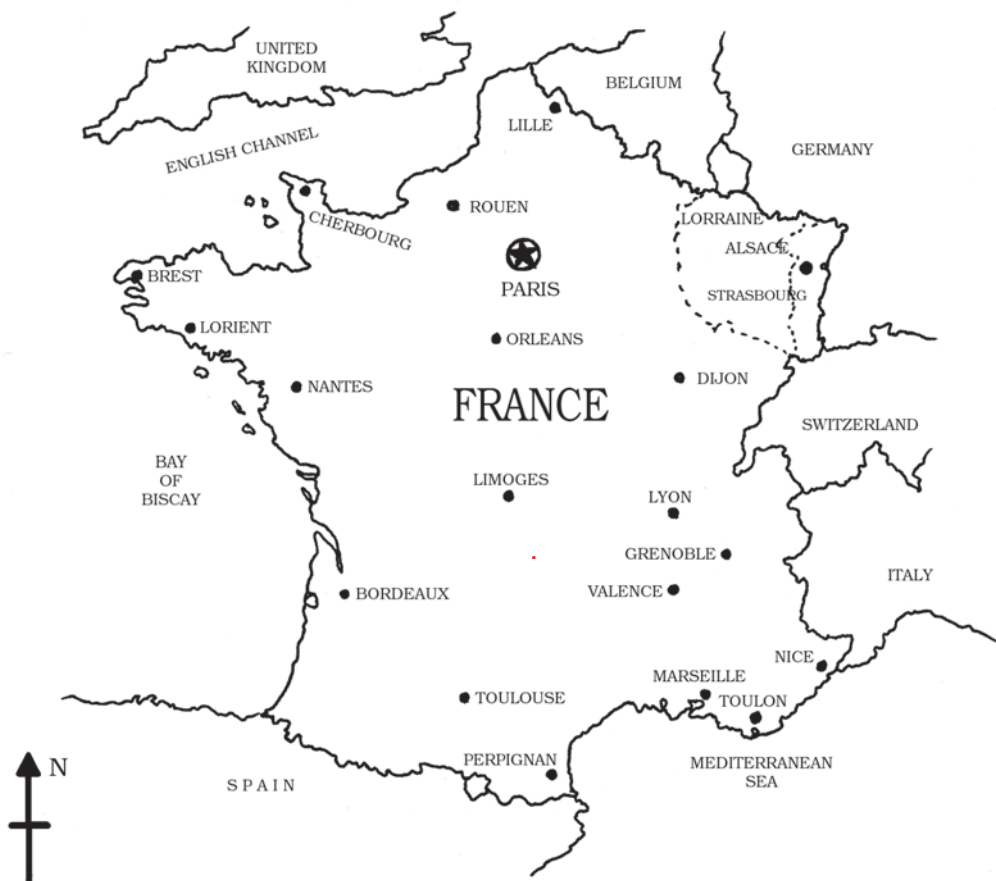 UNITED
KINGDOM
BELGIUM
LILLE
ENGLISH CHANNEL
GERMANY
CHERBOURG
ROUEN
LORRAINE
ALSACE
BREST
PARIS
STRASBOURG
LORIENT
ORLEANS
NANTES
DIJON
FRANCE
SWITZERLAND
BAY
OF
BISCAY
LIMOGES
LYON
GRENOBLE
ITALY
VALENCE
BORDEAUX
NICE
MARSEILLE
TOULOUSE
TOULON
PERPIGNAN
MEDITERRANEAN
SEA
N
SPAIN